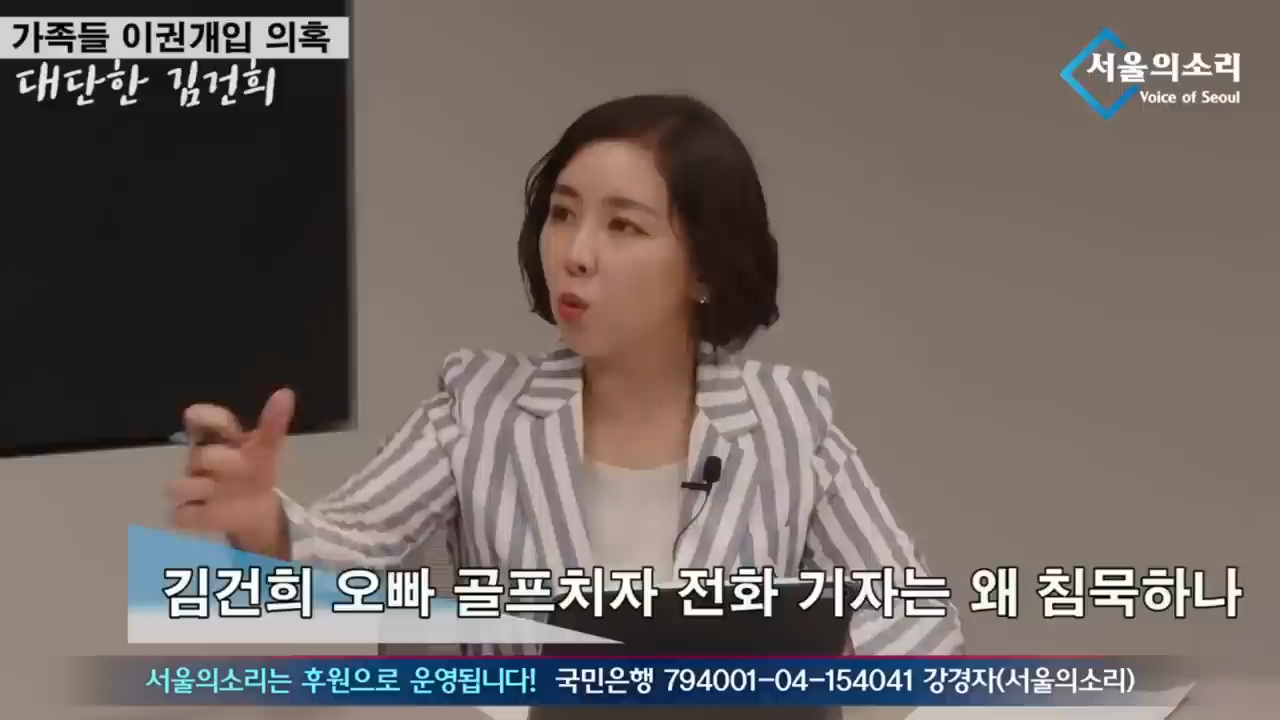 가족들 이권개입 의혹
대단한 김건희
서울의소리
Voice of Seoul
김건희 오빠 골프치자 전화 기자는 왜 침묵하나
서울의소리는 후원으로 운영됩니다! 국민은행 794001-04-154041 강경자(서울의소리)